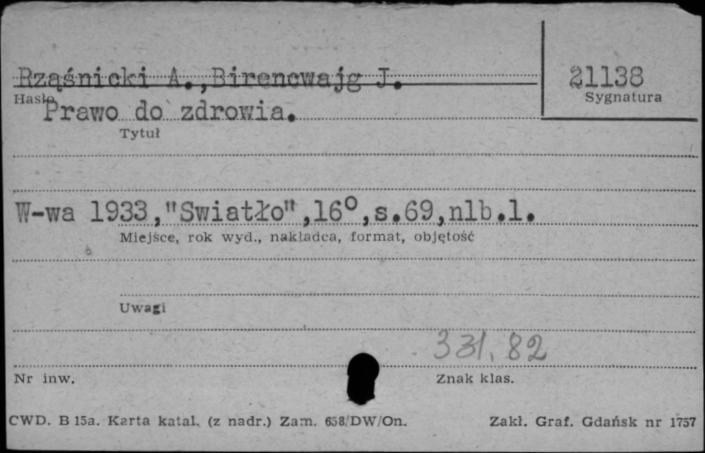 Rząśnicki A., Birencwajg J.
21138
Hasło
Sygnatura
Prawo do zdrowia.
Tytuł
W-wa 1933,"Swiatło",16°,s.69,nlb.1.
Miejsce, rok wyd., nakładca, format, objętość
Uwagi
331.82
Nr inw.
Znak klas.
CWD. B 15a. Karta katal. (z nadr.) Zam. 658/DW/On.
Zakł. Graf. Gdańsk nr 1757